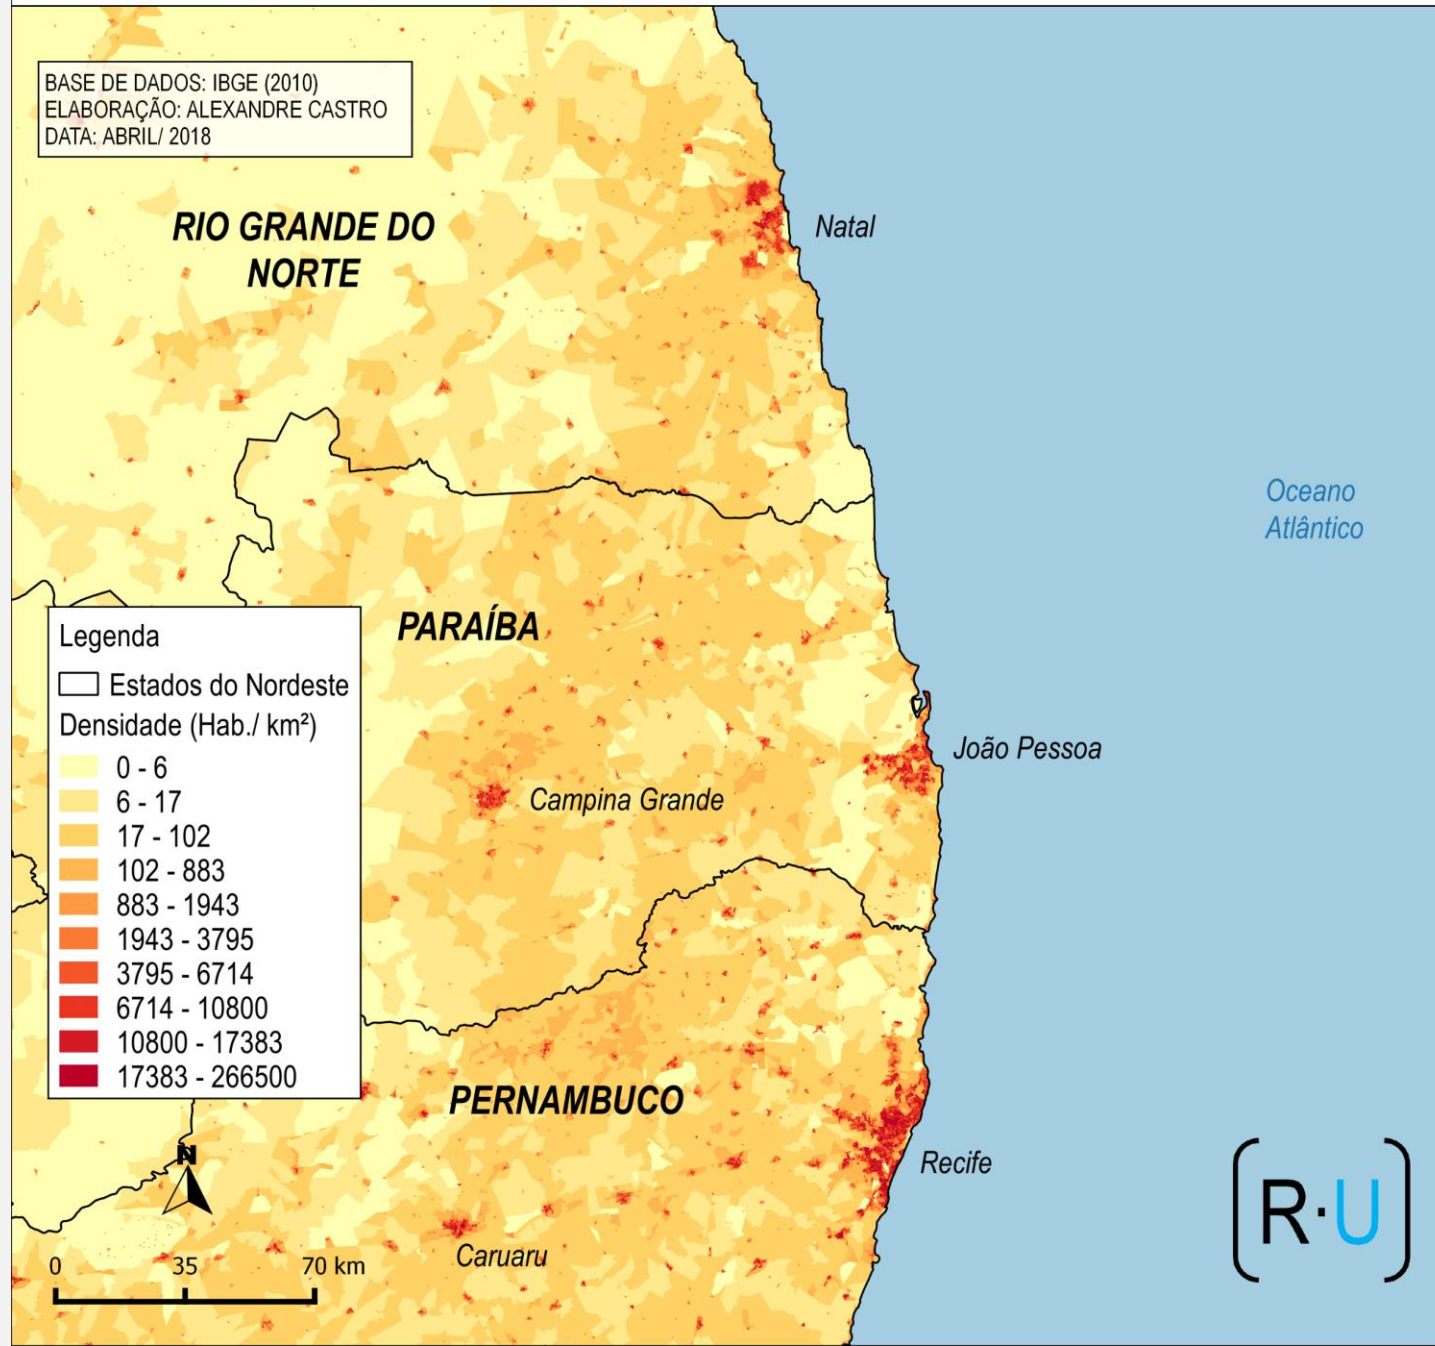 BASE DE DADOS: IBGE (2010)
ELABORAÇÃO: ALEXANDRE CASTRO
DATA: ABRIL/ 2018
RIO GRANDE DO
NORTE
Natal
Oceano
Atlântico
PARAÍBA
João Pessoa
Campina Grande
Legenda
Estados do Nordeste
Densidade (Hab./ km²)
0 - 6
6 - 17
17 - 102
102 - 883
883 - 1943
1943 - 3795
3795 - 6714
6714 - 10800
10800 - 17383
17383 - 266500
PERNAMBUCO
Recife
Caruaru
N
0 35 70 km
[R·U]